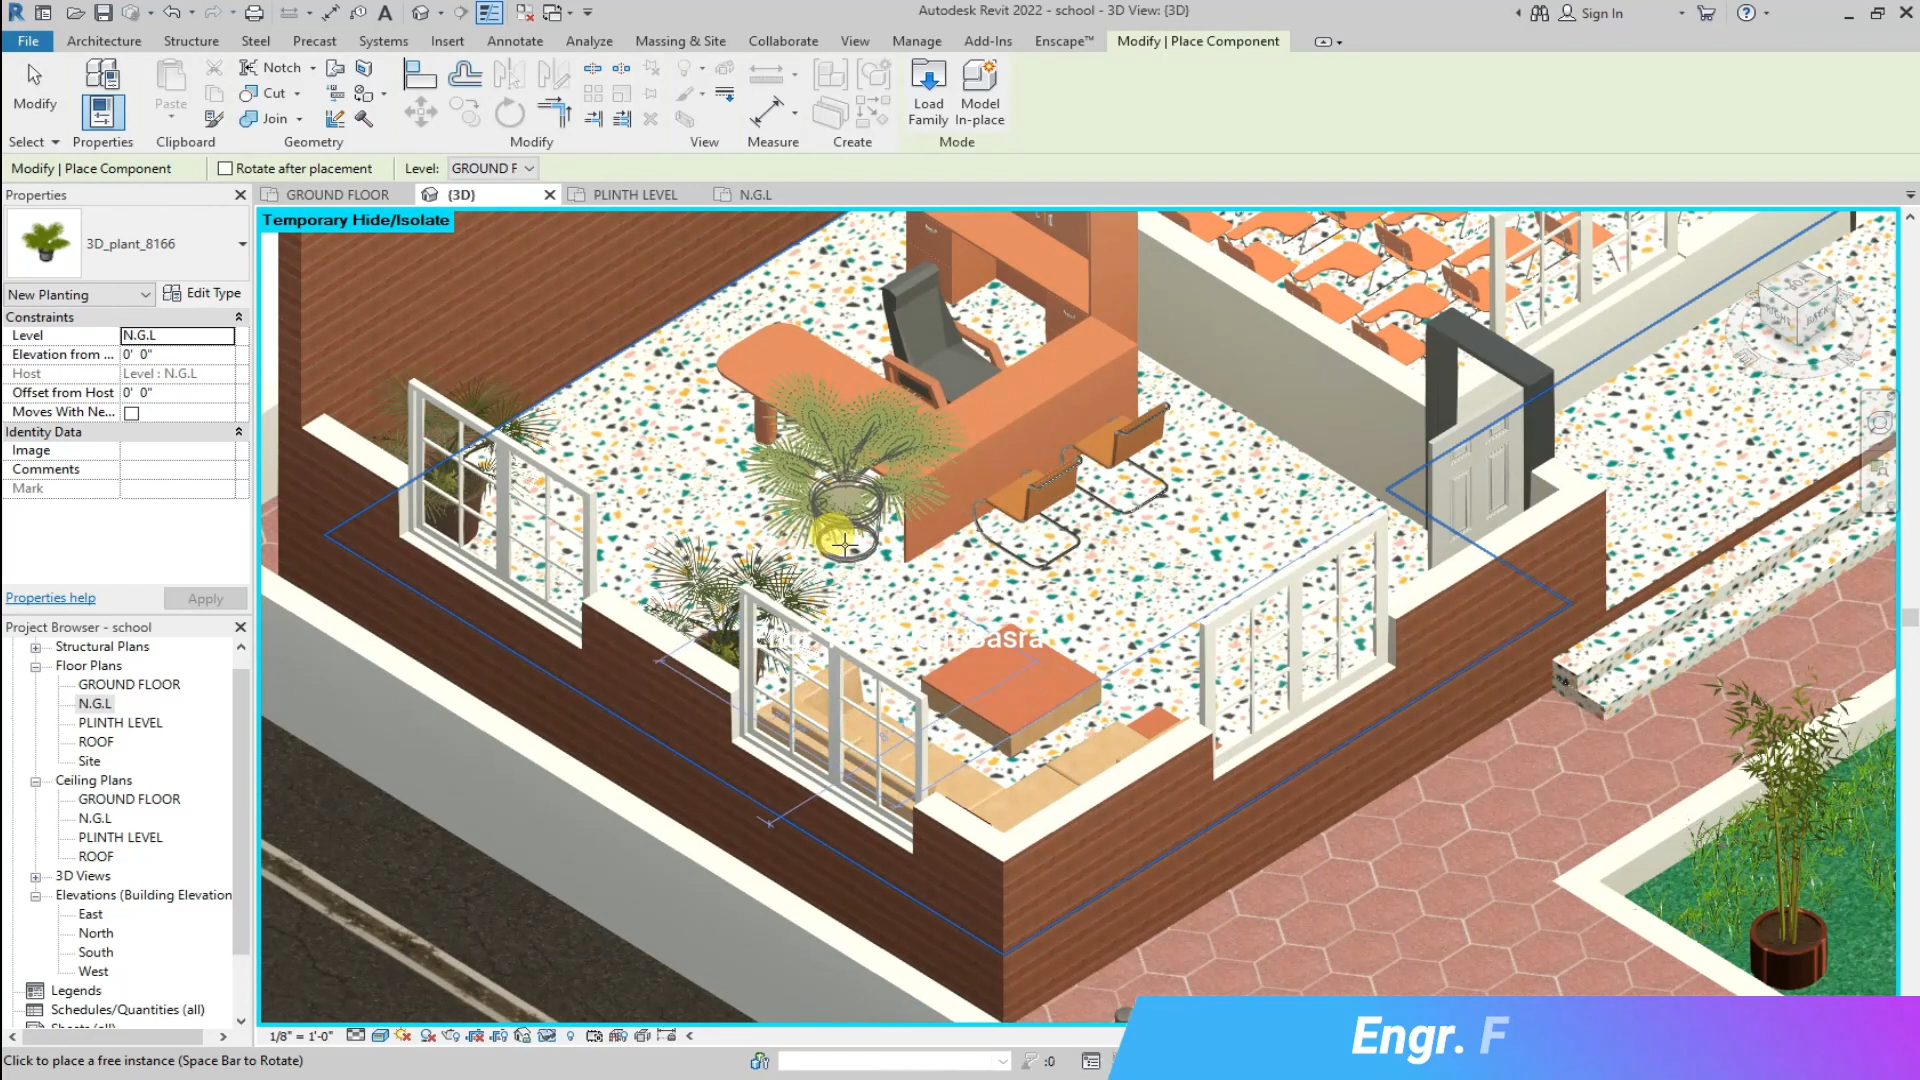 Autodesk Revit 2022 - school - 3D View: {3D}
Sign In
File Architecture Structure Steel Precast Systems Insert Annotate Analyze Massing & Site Collaborate View Manage Add-Ins Enscape™ Modify | Place Component
Modify
Paste
Notch
Cut
Join
Load Family
Model In-place
Select Properties Clipboard Geometry Modify View Measure Create Mode
Modify | Place Component Rotate after placement Level: GROUND F
Properties
GROUND FLOOR {3D} PLINTH LEVEL N.G.L
Temporary Hide/Isolate
3D_plant_8166
New Planting Edit Type
Constraints
Level N.G.L
Elevation from ... 0' 0"
Host Level : N.G.L
Offset from Host 0' 0"
Moves With Ne...
Identity Data
Image
Comments
Mark
Properties help Apply
Project Browser - school
Structural Plans
Floor Plans
GROUND FLOOR
N.G.L
PLINTH LEVEL
ROOF
Site
Ceiling Plans
GROUND FLOOR
N.G.L
PLINTH LEVEL
ROOF
3D Views
Elevations (Building Elevation
East
North
South
West
Legends
Schedules/Quantities (all)
Sheets (all)
1/8" = 1'-0"
Click to place a free instance (Space Bar to Rotate)
:0
Engr. F